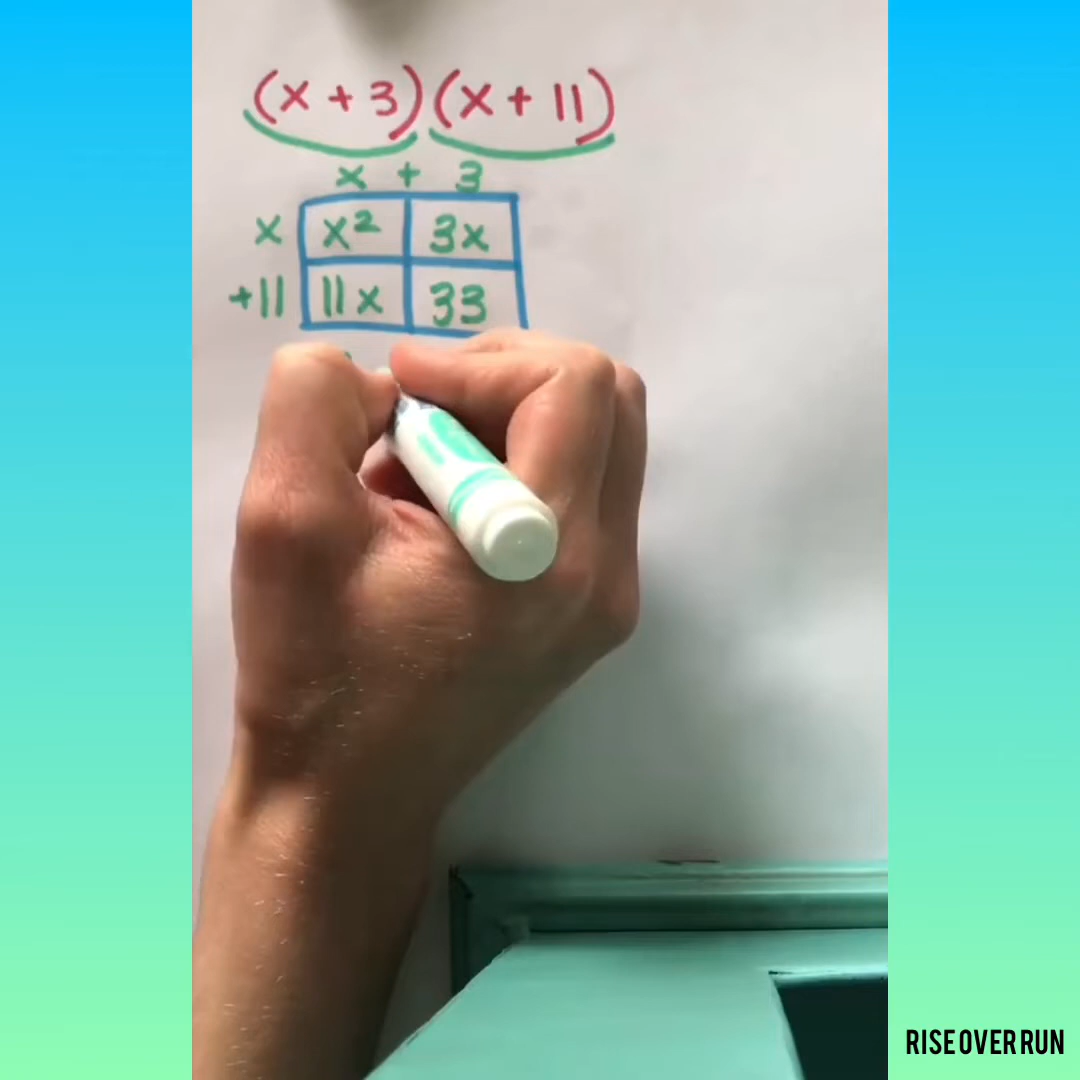 (x + 3)(x + 11)
x + 3
x x² 3x
+11 11x 33
RISE OVER RUN